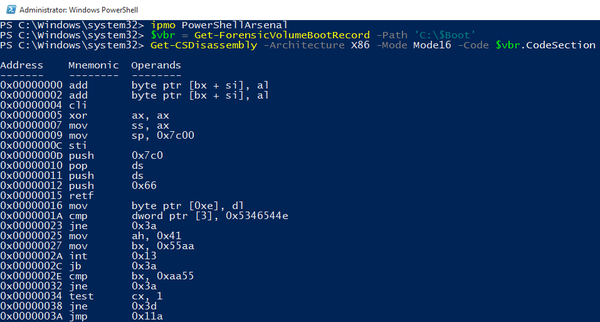 Administrator: Windows PowerShell
PS C:\Windows\system32> ipmo PowerShellArsenal
PS C:\Windows\system32> $vbr = Get-ForensicVolumeBootRecord -Path 'C:\$Boot'
PS C:\Windows\system32> Get-CSDisassembly -Architecture X86 -Mode Mode16 -Code $vbr.CodeSection
Address Mnemonic Operands
------- -------- --------
0x00000000 add byte ptr [bx + si], al
0x00000002 add byte ptr [bx + si], al
0x00000004 cli
0x00000005 xor ax, ax
0x00000007 mov ss, ax
0x00000009 mov sp, 0x7c00
0x0000000C sti
0x0000000D push 0x7c0
0x00000010 pop ds
0x00000011 push ds
0x00000012 push 0x66
0x00000015 retf
0x00000016 mov byte ptr [0xe], dl
0x0000001A cmp dword ptr [3], 0x5346544e
0x00000023 jne 0x3a
0x00000025 mov ah, 0x41
0x00000027 mov bx, 0x55aa
0x0000002A int 0x13
0x0000002C jb 0x3a
0x0000002E cmp bx, 0xaa55
0x00000032 jne 0x3a
0x00000034 test cx, 1
0x00000038 jne 0x3d
0x0000003A jmp 0x11a